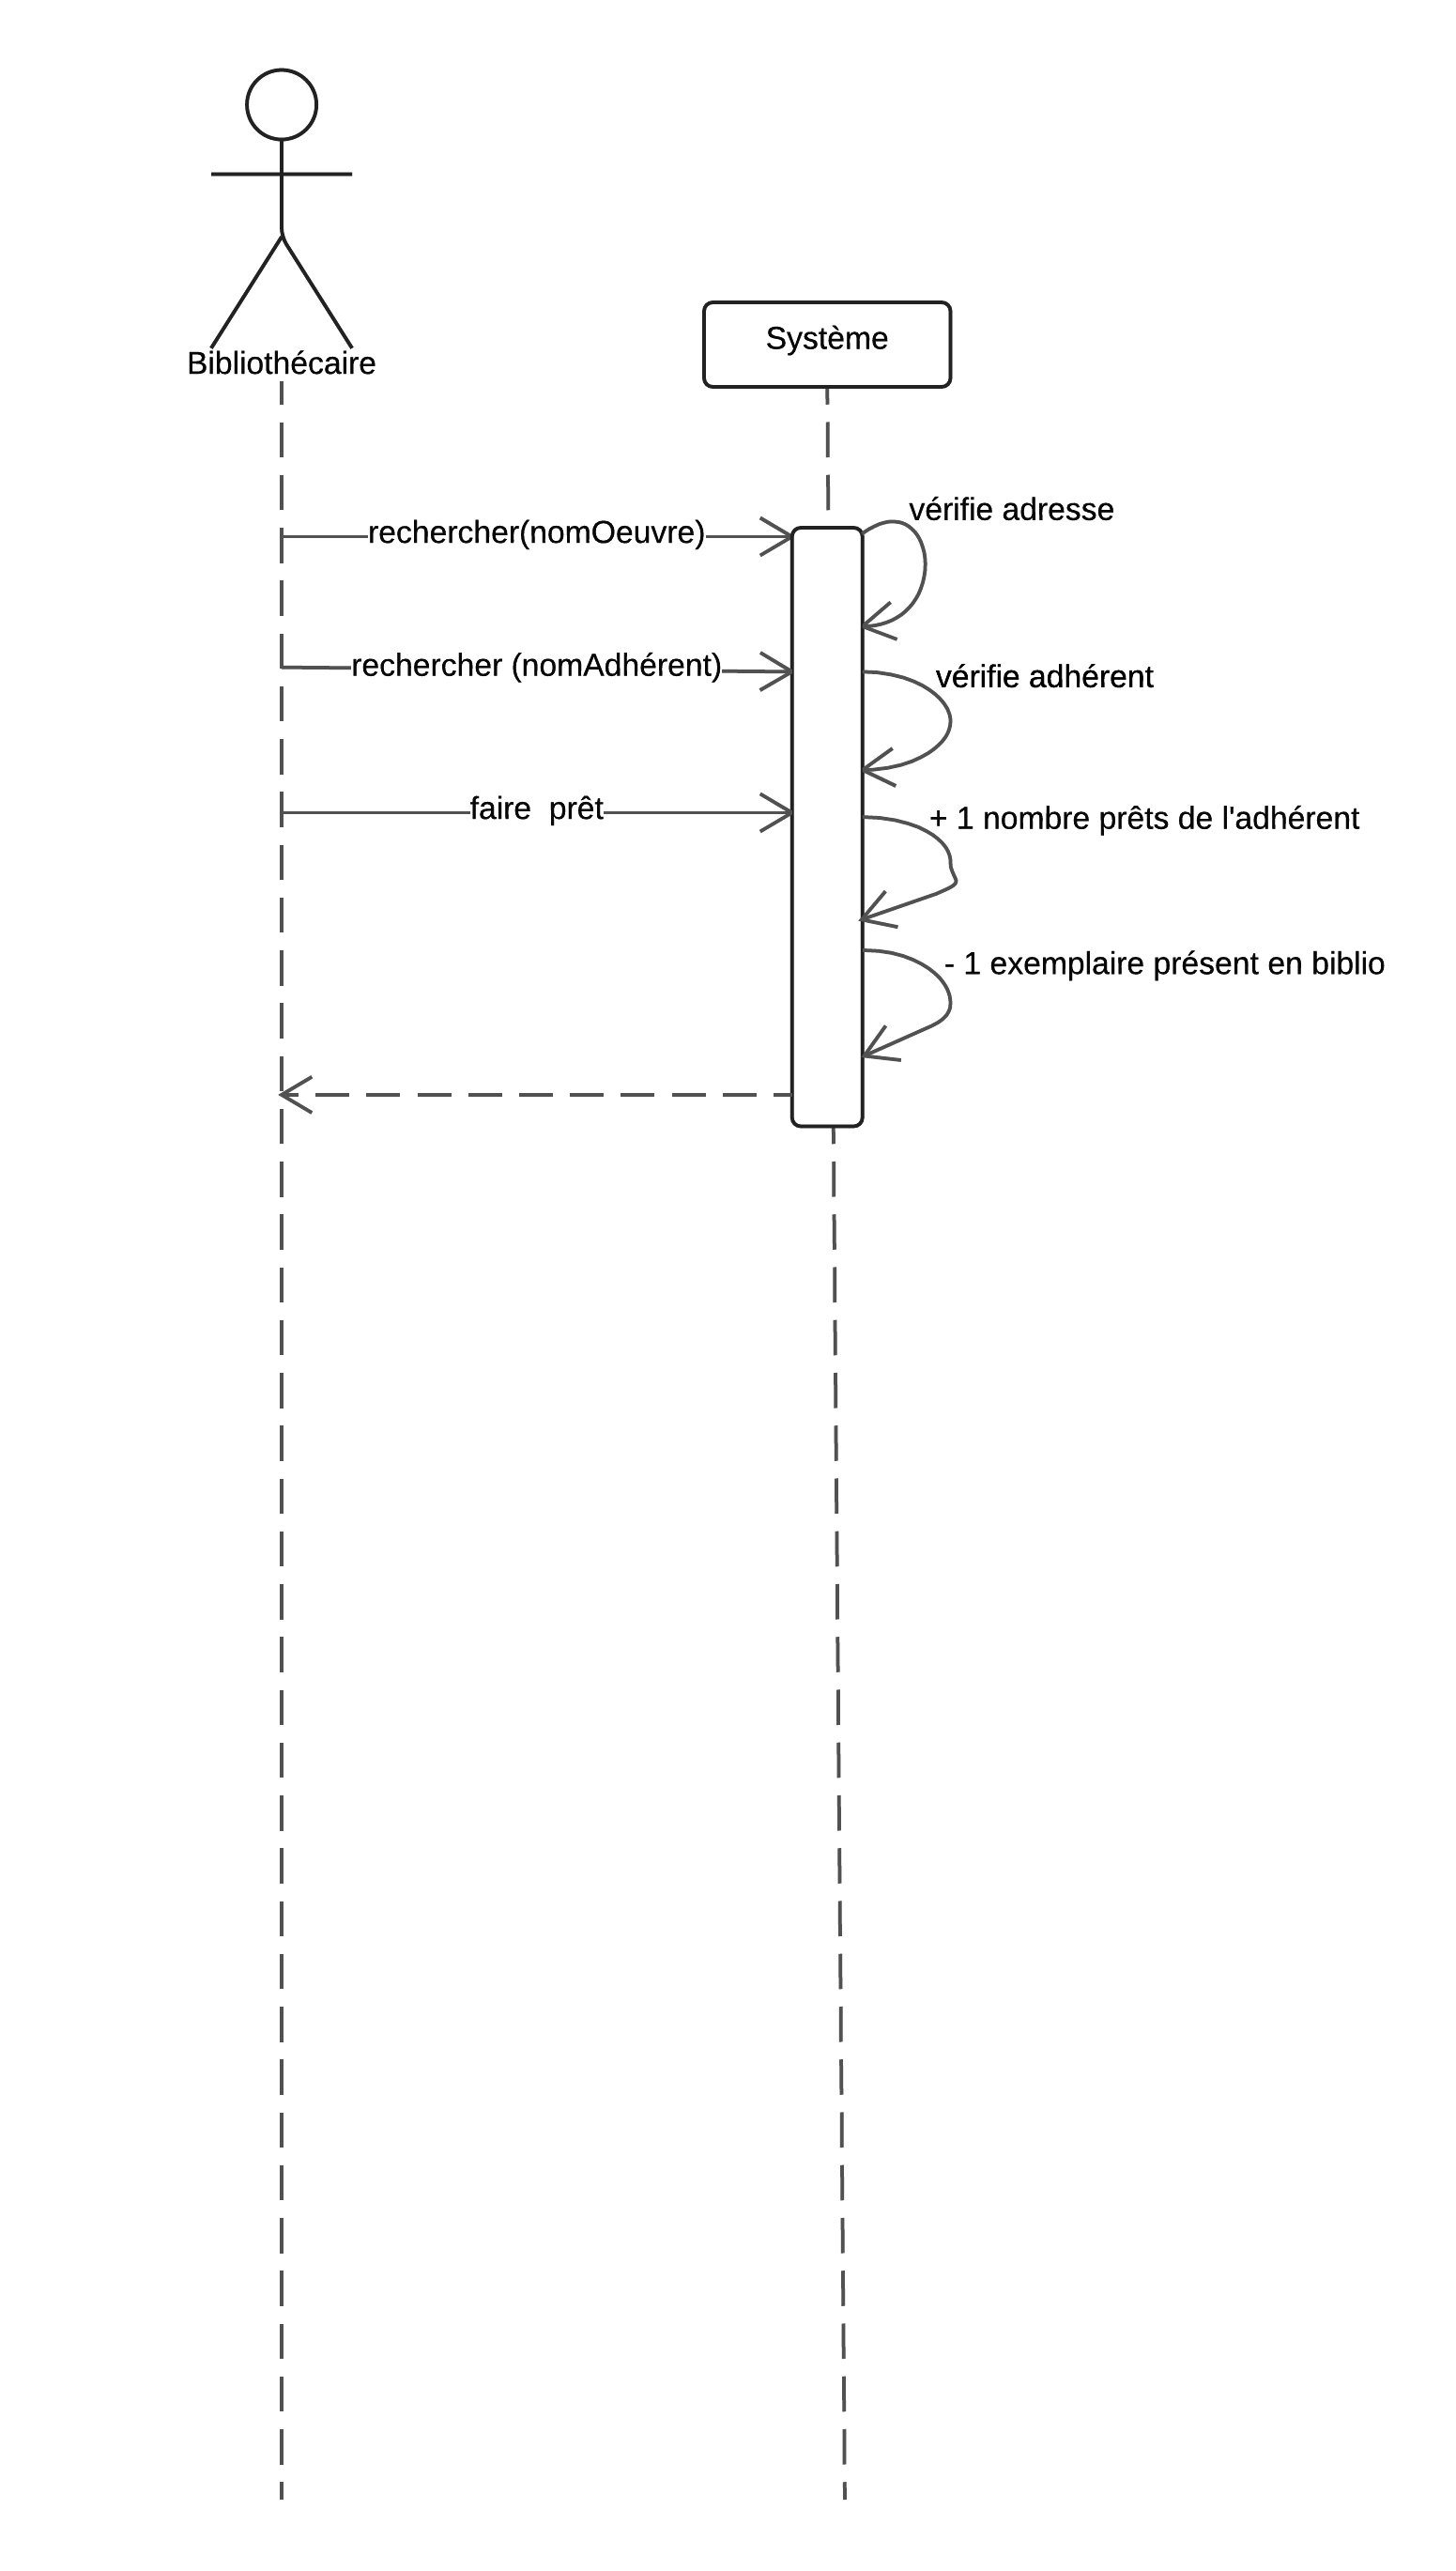 Bibliothécaire
Système
vérifie adresse
rechercher(nomOeuvre)
rechercher (nomAdhérent)
vérifie adhérent
faire  prêt
+ 1 nombre prêts de l'adhérent
- 1 exemplaire présent en biblio